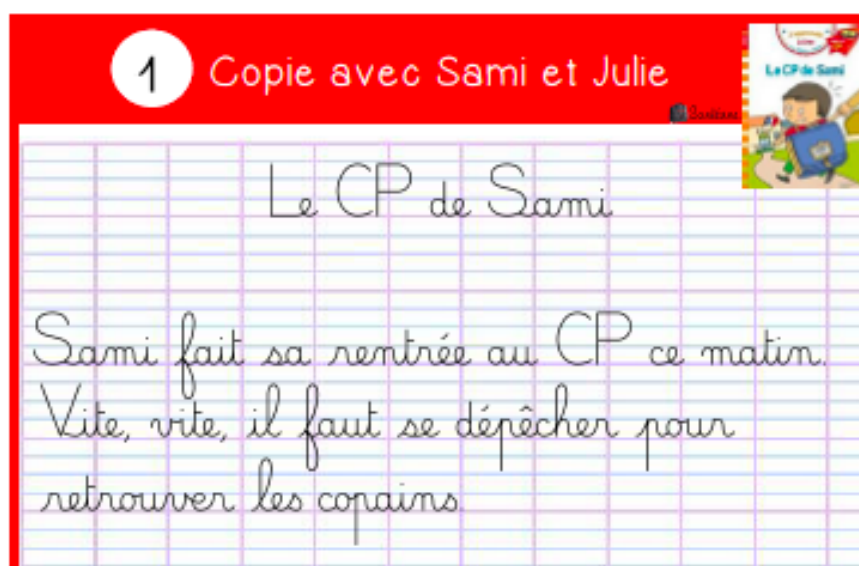 1 Copie avec Sami et Julie
Le CP de Sami
Le CP de Sami
Sami fait sa rentrée au CP ce matin.
Vite, vite, il faut se dépêcher pour
retrouver les copains.